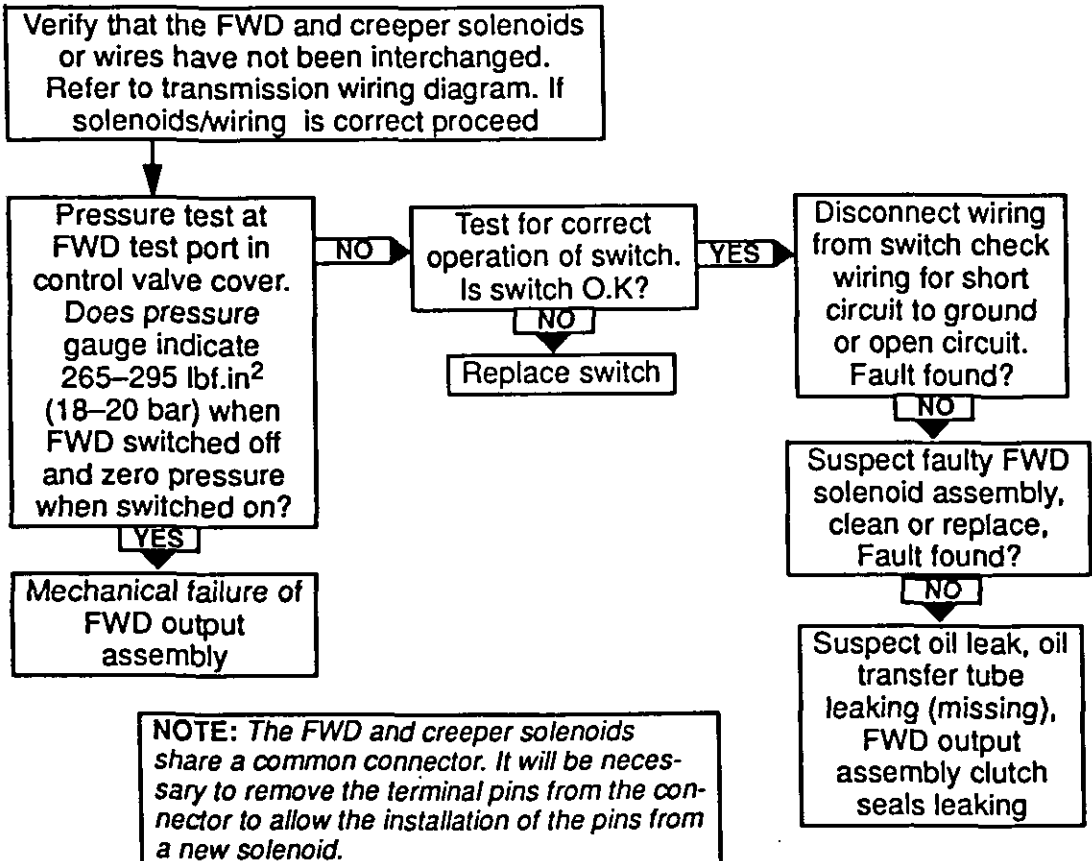 Verify that the FWD and creeper solenoids
or wires have not been interchanged.
Refer to transmission wiring diagram. If
solenoids/wiring is correct proceed
Pressure test at
FWD test port in
control valve cover.
Does pressure
gauge indicate
265–295 lbf.in²
(18–20 bar) when
FWD switched off
and zero pressure
when switched on?
NO
Test for correct
operation of switch.
Is switch O.K?
YES
Disconnect wiring
from switch check
wiring for short
circuit to ground
or open circuit.
Fault found?
NO
Replace switch
NO
Suspect faulty FWD
solenoid assembly,
clean or replace,
Fault found?
YES
Mechanical failure of
FWD output
assembly
NO
Suspect oil leak, oil
transfer tube
leaking (missing),
FWD output
assembly clutch
seals leaking
NOTE: The FWD and creeper solenoids
share a common connector. It will be neces-
sary to remove the terminal pins from the con-
nector to allow the installation of the pins from
a new solenoid.